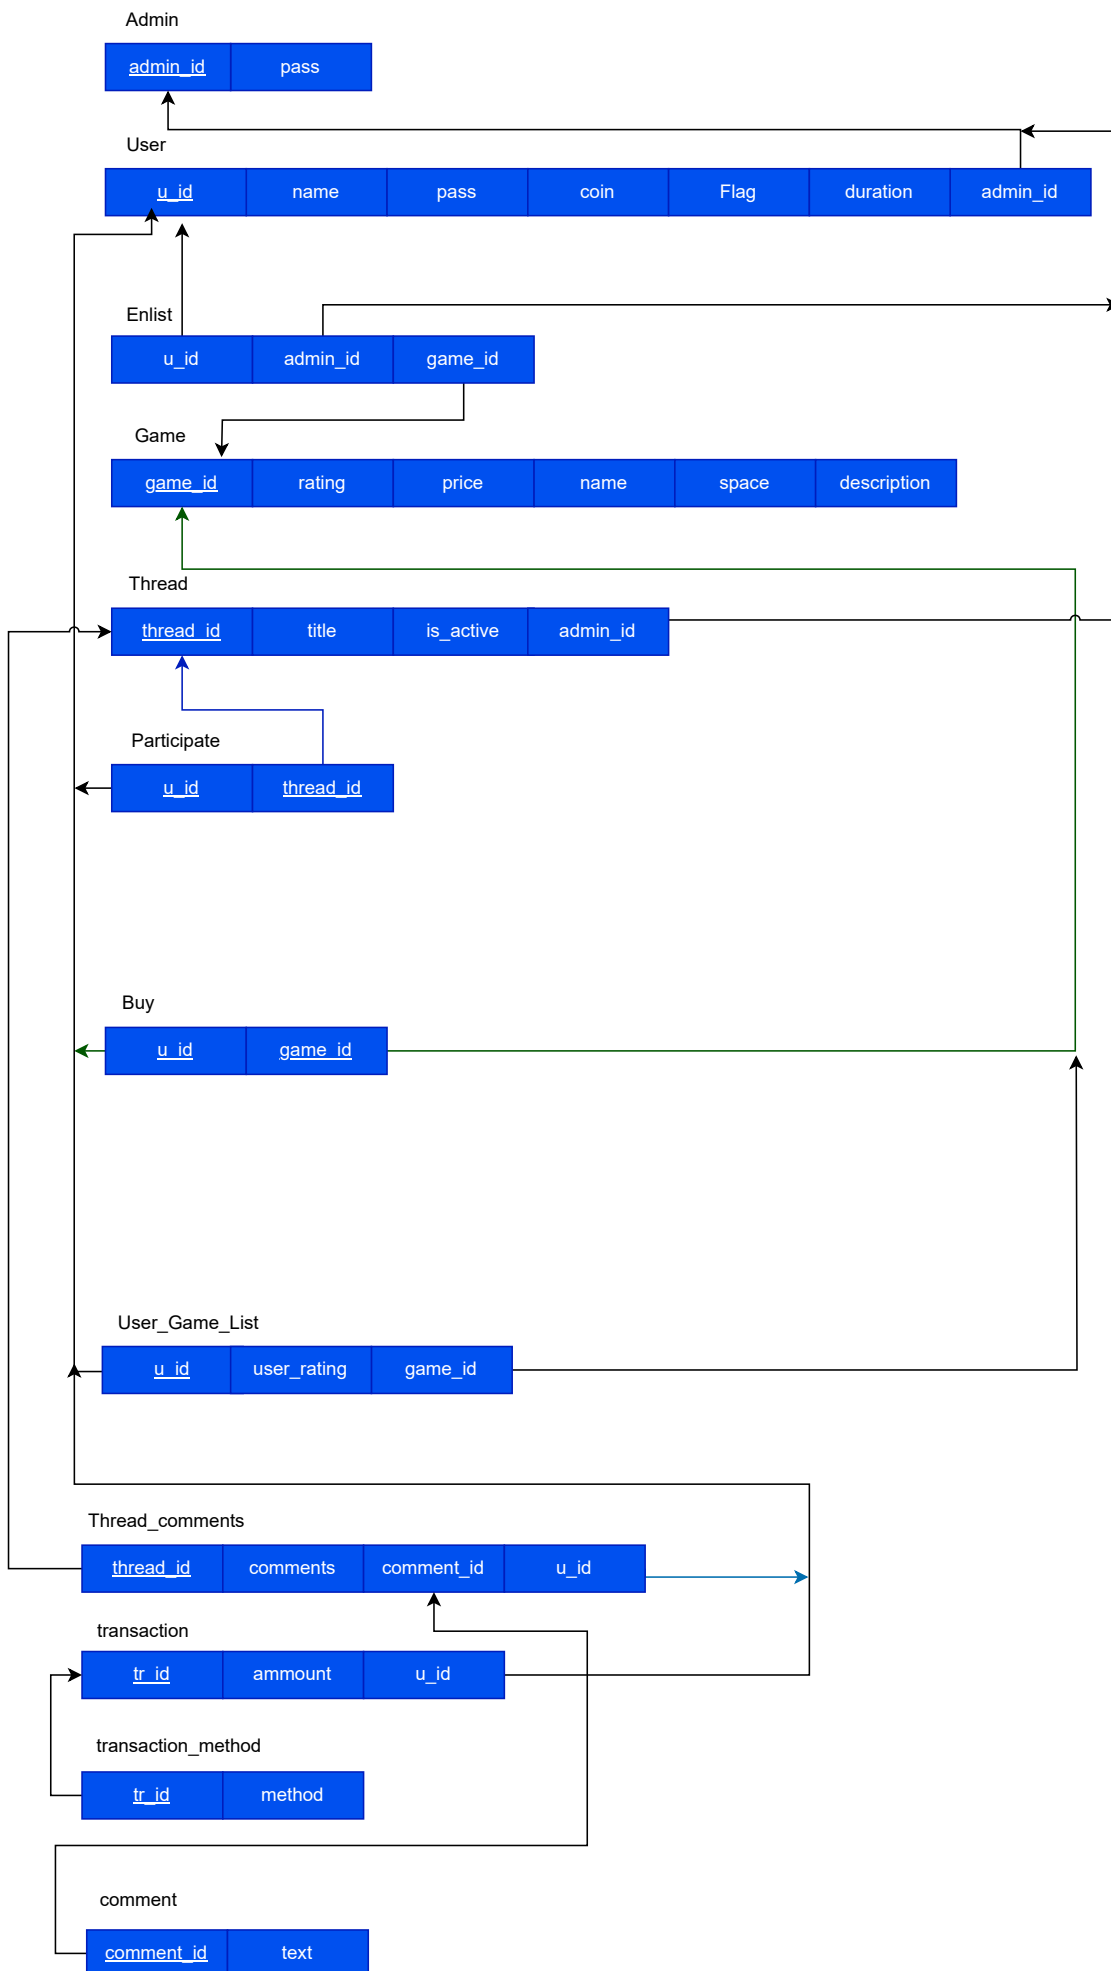 Admin
admin_id pass
User
u_id name pass coin Flag duration admin_id
Enlist
u_id admin_id game_id
Game
game_id rating price name space description
Thread
thread_id title is_active admin_id
Participate
u_id thread_id
Buy
u_id game_id
User_Game_List
u_id user_rating game_id
Thread_comments
thread_id comments comment_id u_id
transaction
tr_id ammount u_id
transaction_method
tr_id method
comment
comment_id text